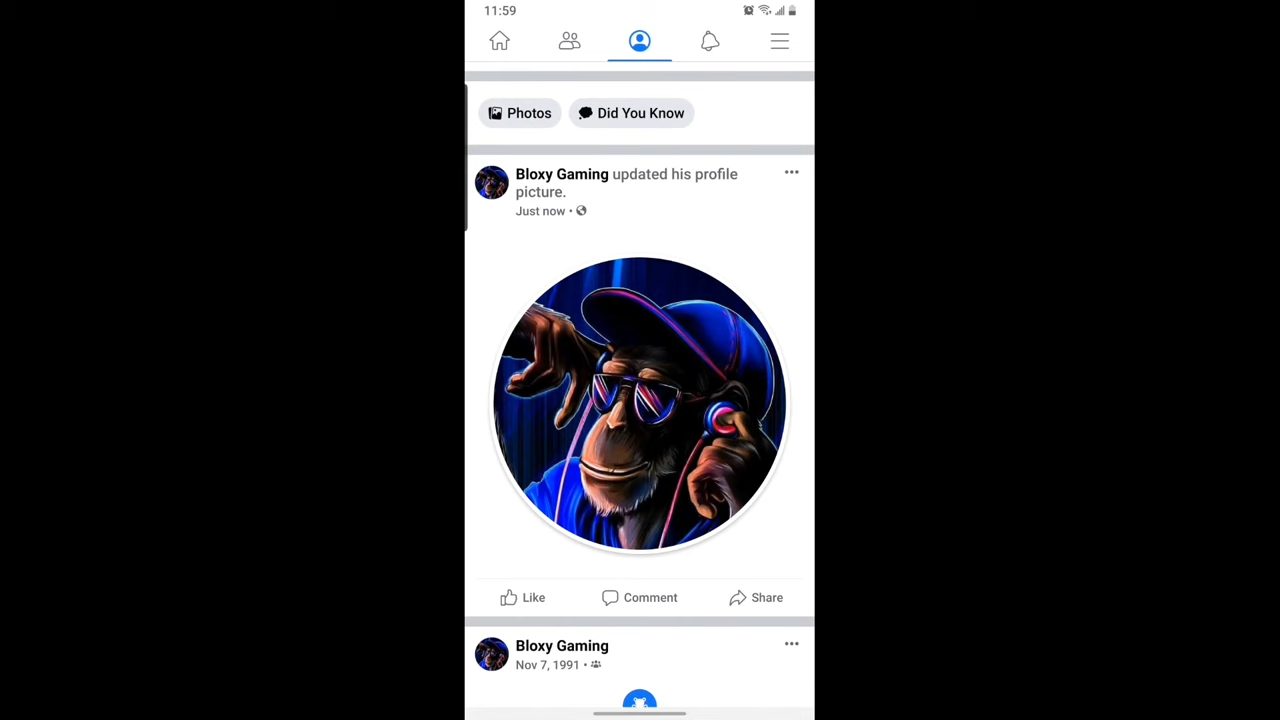 11:59
Photos
Did You Know
Bloxy Gaming updated his profile
picture.
Just now •
Like
Comment
Share
Bloxy Gaming
Nov 7, 1991 •